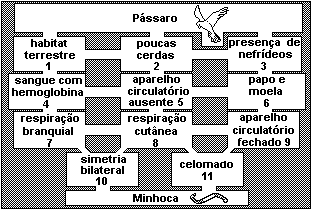 Pássaro
habitat
terrestre
1
poucas
cerdas
2
presença de
nefrídeos
3
sangue com
hemoglobina
4
aparelho
circulatório
ausente 5
papo e
moela
6
respiração
branquial
7
respiração
cutânea
8
aparelho
circulatório
fechado 9
simetria
bilateral
10
celomado
11
Minhoca